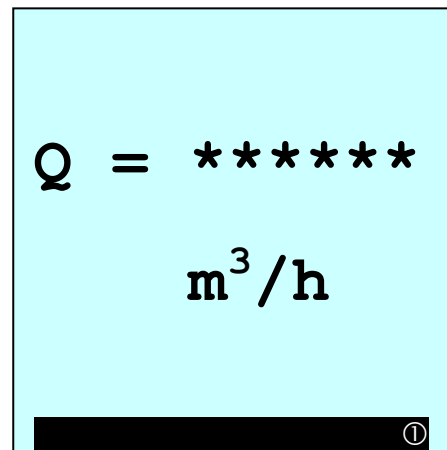 Q = ******
m³/h
①